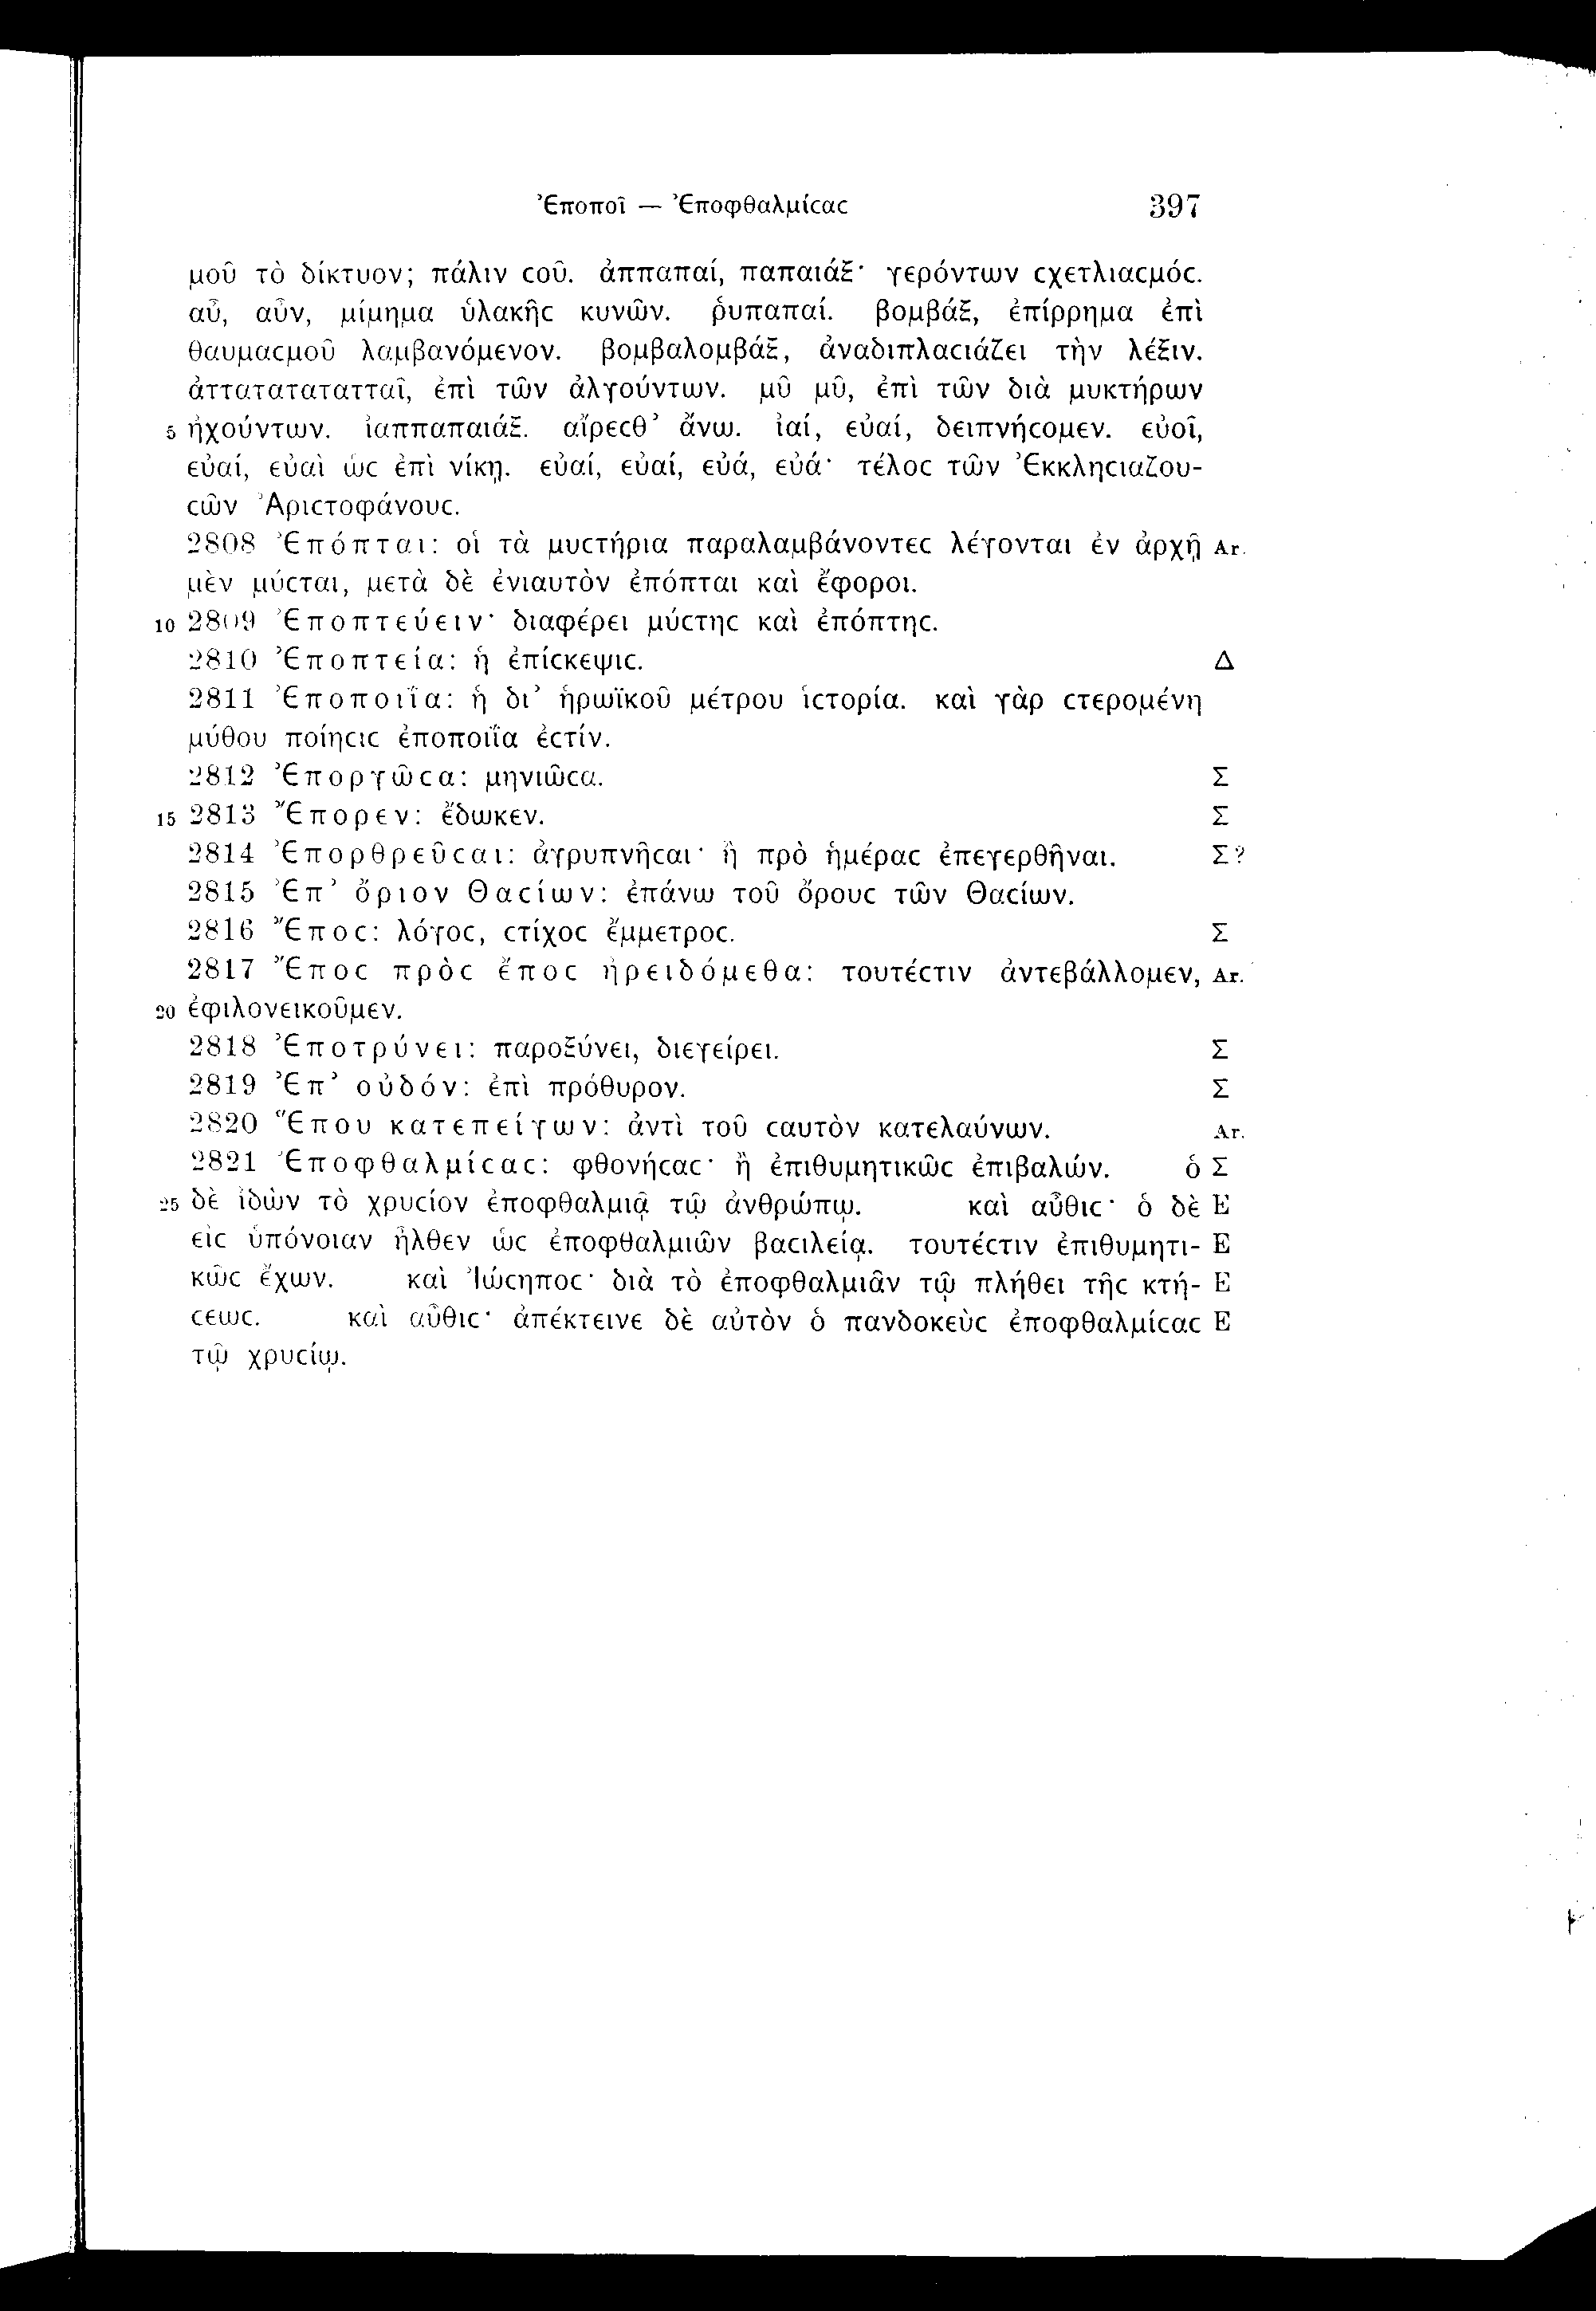 Ἐποποῖ — Ἐποφθαλμίϲαϲ 397
μοῦ τὸ δίκτυον; πάλιν ϲοῦ. ἀππαπαί, παπαιάξ· γερόντων ϲχετλιαϲμόϲ.
αὖ, αὖν, μίμημα ὑλακῆϲ κυνῶν. ῥυπαπαί. βομβάξ, ἐπίρρημα ἐπὶ
θαυμαϲμοῦ λαμβανόμενον. βομβαλομβάξ, ἀναδιπλαϲιάζει τὴν λέξιν.
ἀττατατατατταῖ, ἐπὶ τῶν ἀλγούντων. μῦ μῦ, ἐπὶ τῶν διὰ μυκτήρων
5 ἠχούντων. ἰαππαπαιάξ. αἴρεϲθ’ ἄνω. ἰαί, εὐαί, δειπνήϲομεν. εὐοῖ,
εὐαί, εὐαὶ ὡϲ ἐπὶ νίκῃ. εὐαί, εὐαί, εὐά, εὐά· τέλοϲ τῶν Ἐκκληϲιαζου-
ϲῶν Ἀριϲτοφάνουϲ.
2808 Ἐπόπται: οἱ τὰ μυϲτήρια παραλαμβάνοντεϲ λέγονται ἐν ἀρχῇ Ar.
μὲν μύϲται, μετὰ δὲ ἐνιαυτὸν ἐπόπται καὶ ἔφοροι.
10 2809 Ἐποπτεύειν· διαφέρει μύϲτηϲ καὶ ἐπόπτηϲ.
2810 Ἐποπτεία: ἡ ἐπίϲκεψιϲ. Δ
2811 Ἐποποιΐα: ἡ δι’ ἡρωϊκοῦ μέτρου ἱϲτορία. καὶ γὰρ ϲτερομένη
μύθου ποίηϲιϲ ἐποποιΐα ἐϲτίν.
2812 Ἐποργῶϲα: μηνιῶϲα. Σ
15 2813 Ἔπορεν: ἔδωκεν. Σ
2814 Ἐπορθρεῦϲαι: ἀγρυπνῆϲαι· ἢ πρὸ ἡμέραϲ ἐπεγερθῆναι. Σ?
2815 Ἐπ’ ὄριον Θαϲίων: ἐπάνω τοῦ ὄρουϲ τῶν Θαϲίων.
2816 Ἔποϲ: λόγοϲ, ϲτίχοϲ ἔμμετροϲ. Σ
2817 Ἔποϲ πρὸϲ ἔποϲ ἠρειδόμεθα: τουτέϲτιν ἀντεβάλλομεν, Ar.
20 ἐφιλονεικοῦμεν.
2818 Ἐποτρύνει: παροξύνει, διεγείρει. Σ
2819 Ἐπ’ οὐδόν: ἐπὶ πρόθυρον. Σ
2820 Ἕπου κατεπείγων: ἀντὶ τοῦ ϲαυτὸν κατελαύνων. Ar.
2821 Ἐποφθαλμίϲαϲ: φθονήϲαϲ· ἢ ἐπιθυμητικῶϲ ἐπιβαλών. ὁ Σ
25 δὲ ἰδὼν τὸ χρυϲίον ἐποφθαλμιᾷ τῷ ἀνθρώπῳ. καὶ αὖθιϲ· ὁ δὲ E
εἰϲ ὑπόνοιαν ἦλθεν ὡϲ ἐποφθαλμιῶν βαϲιλείᾳ. τουτέϲτιν ἐπιθυμητι- E
κῶϲ ἔχων. καὶ Ἰώϲηποϲ· διὰ τὸ ἐποφθαλμιᾶν τῷ πλήθει τῆϲ κτή- E
ϲεωϲ. καὶ αὖθιϲ· ἀπέκτεινε δὲ αὐτὸν ὁ πανδοκεὺϲ ἐποφθαλμίϲαϲ E
τῷ χρυϲίῳ.